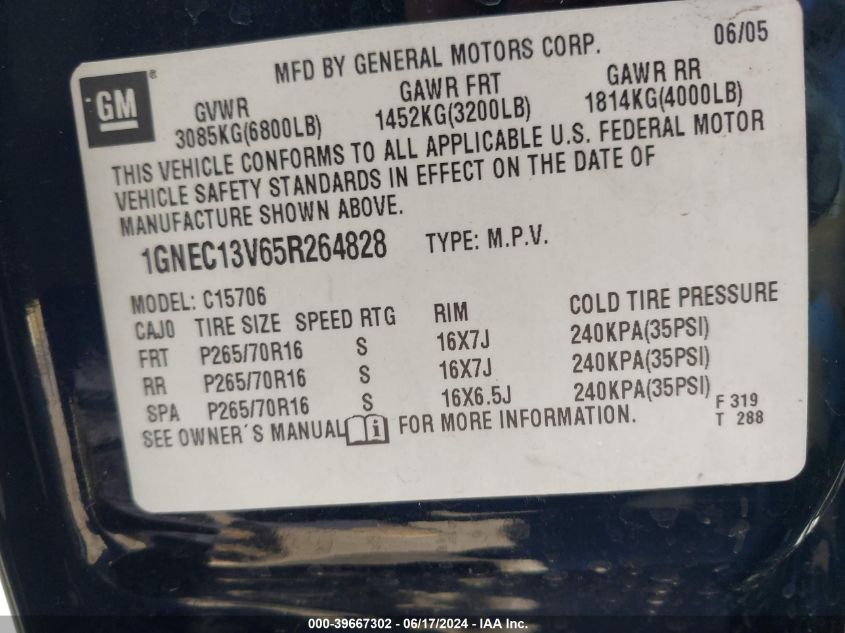 GM®
MFD BY GENERAL MOTORS CORP. 06/05
GVWR GAWR FRT GAWR RR
3085KG(6800LB) 1452KG(3200LB) 1814KG(4000LB)
THIS VEHICLE CONFORMS TO ALL APPLICABLE U.S. FEDERAL MOTOR
VEHICLE SAFETY STANDARDS IN EFFECT ON THE DATE OF
MANUFACTURE SHOWN ABOVE.
1GNEC13V65R264828 TYPE: M.P.V.
MODEL: C15706
CAJ0 TIRE SIZE SPEED RTG RIM COLD TIRE PRESSURE
FRT P265/70R16 S 16X7J 240KPA(35PSI)
RR P265/70R16 S 16X7J 240KPA(35PSI)
SPA P265/70R16 S 16X6.5J 240KPA(35PSI)
SEE OWNER´S MANUAL i FOR MORE INFORMATION.
F 319
T 288
000-39667302 - 06/17/2024 - IAA Inc.